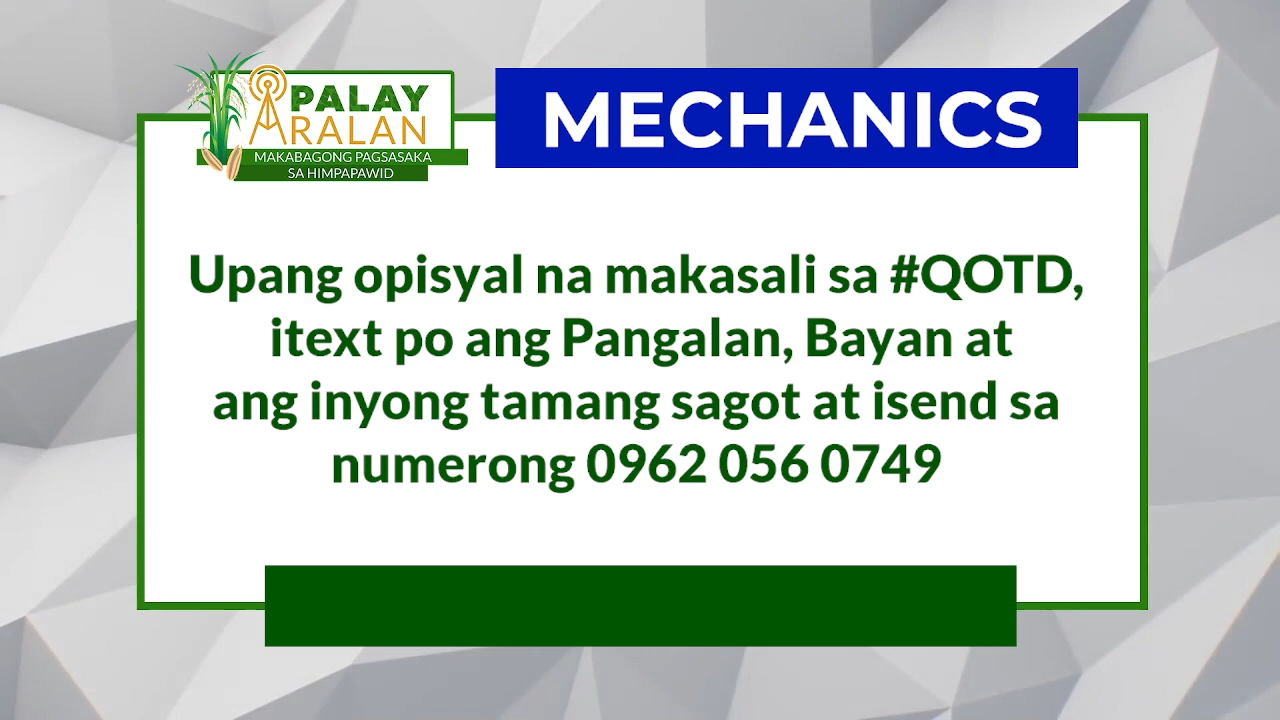 PALAY
ARALAN
MAKABAGONG PAGSASAKA
SA HIMPAPAWID
MECHANICS
Upang opisyal na makasali sa #QOTD,
itext po ang Pangalan, Bayan at
ang inyong tamang sagot at isend sa
numerong 0962 056 0749